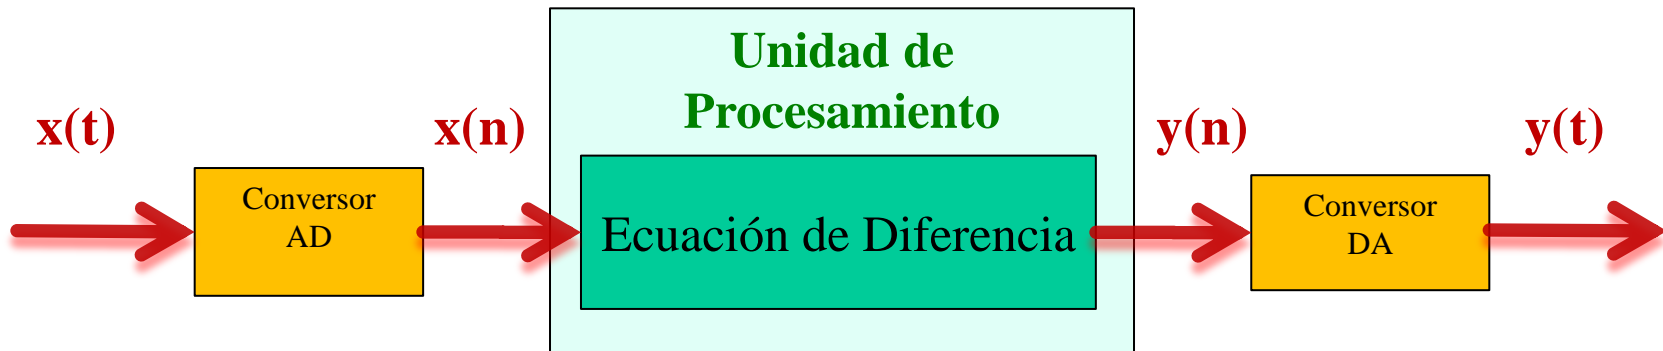 Unidad de
Procesamiento
x(t)
x(n)
y(n)
y(t)
Conversor
AD
Ecuación de Diferencia
Conversor
DA